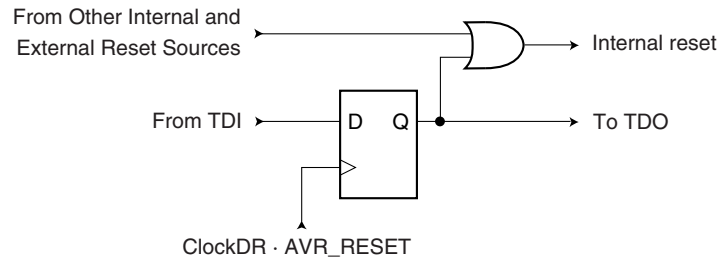 From Other Internal and
External Reset Sources
Internal reset
From TDI
D
Q
To TDO
ClockDR · AVR_RESET